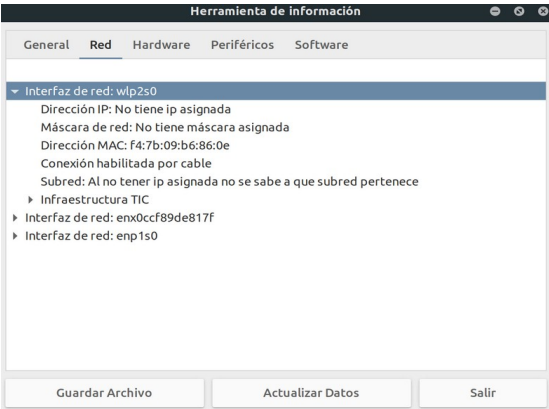 Herramienta de información
General Red Hardware Periféricos Software
Interfaz de red: wlp2s0
Dirección IP: No tiene ip asignada
Máscara de red: No tiene máscara asignada
Dirección MAC: f4:7b:09:b6:86:0e
Conexión habilitada por cable
Subred: Al no tener ip asignada no se sabe a que subred pertenece
Infraestructura TIC
Interfaz de red: enx0ccf89de817f
Interfaz de red: enp1s0
Guardar Archivo Actualizar Datos Salir